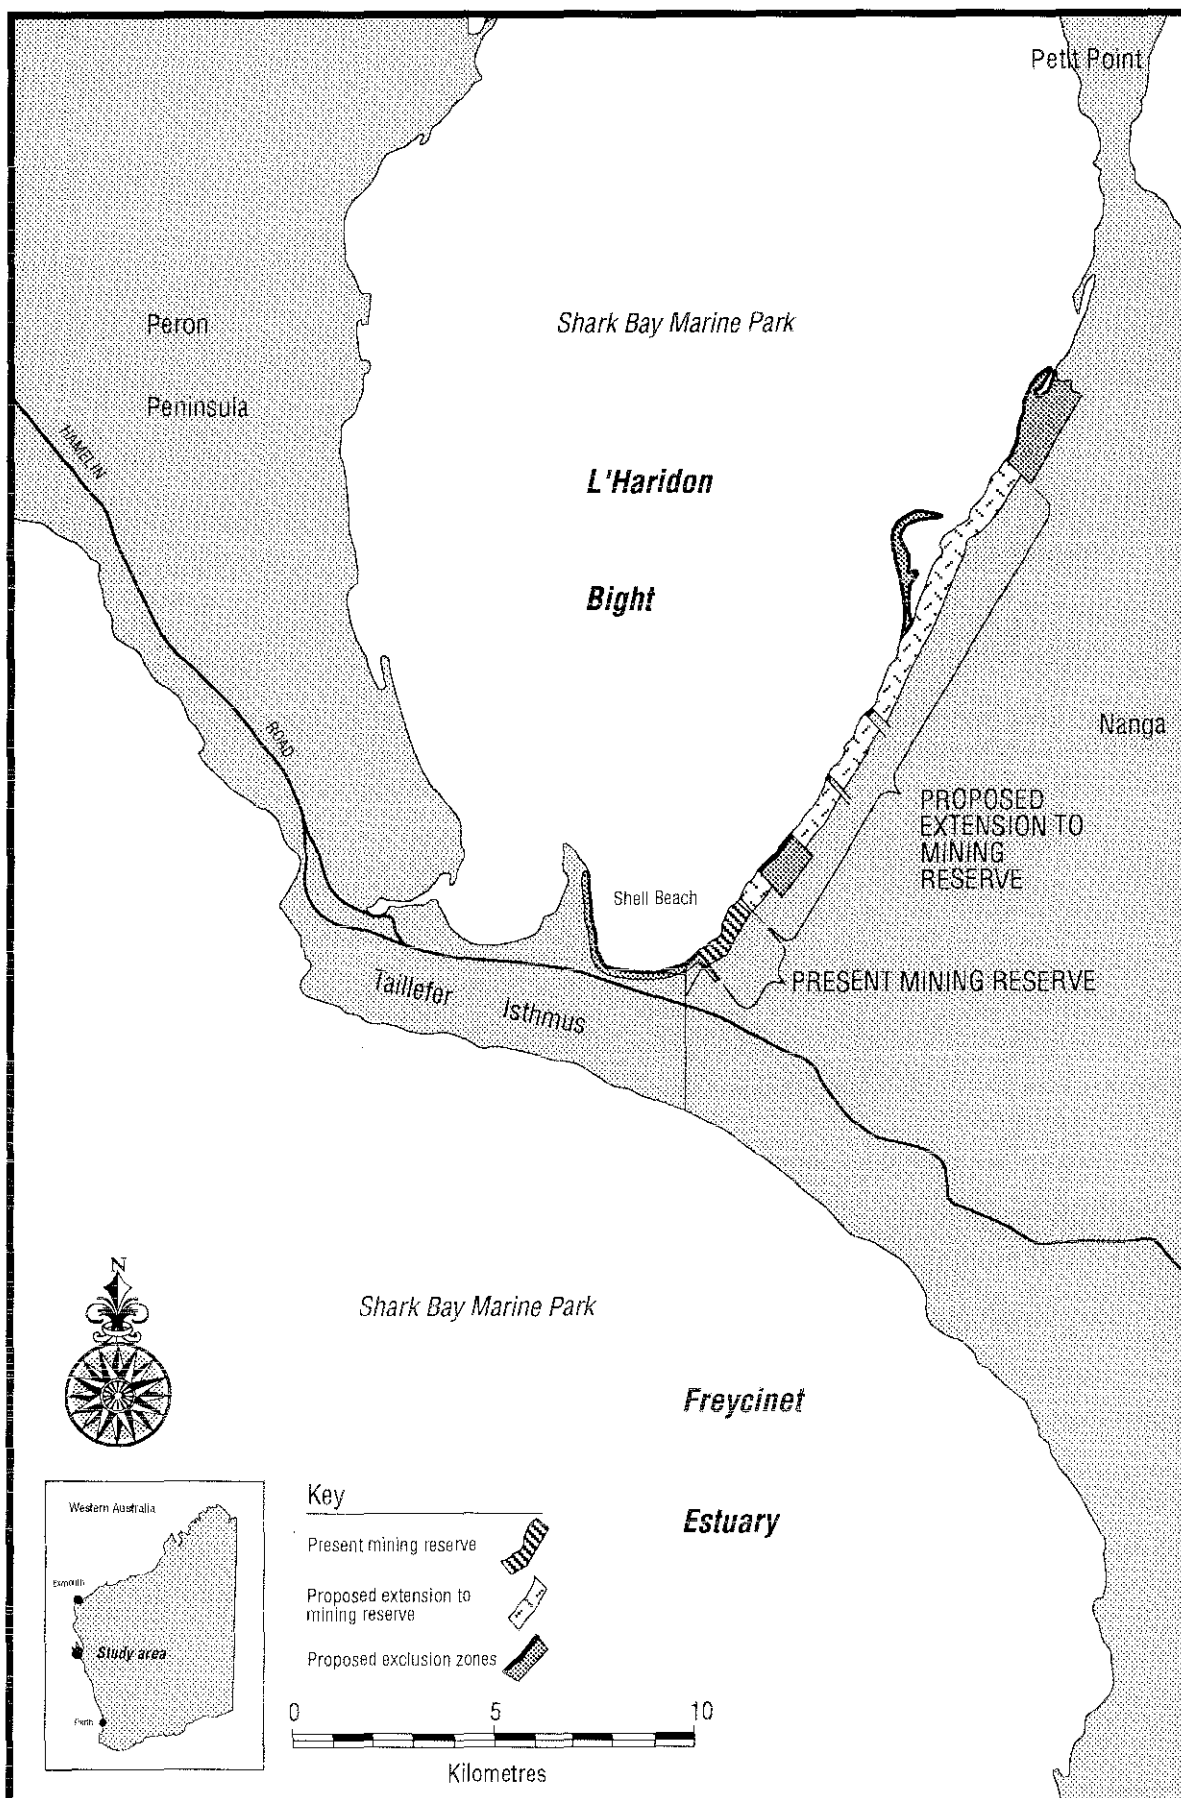 Petit Point
Shark Bay Marine Park
Peron
Peninsula
HAMELIN
ROAD
L'Haridon
Bight
Nanga
PROPOSED
EXTENSION TO
MINING
RESERVE
Shell Beach
PRESENT MINING RESERVE
Taillefer
Isthmus
N
Shark Bay Marine Park
Freycinet
Estuary
Western Australia
Exmouth
Study area
Perth
Key
Present mining reserve
Proposed extension to
mining reserve
Proposed exclusion zones
0 5 10
Kilometres